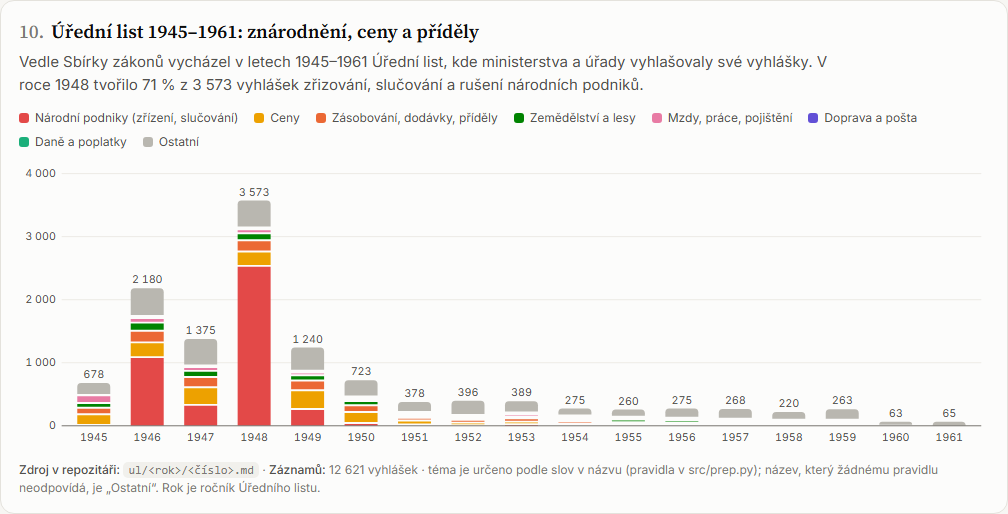 10. Úřední list 1945–1961: znárodnění, ceny a příděly
Vedle Sbírky zákonů vycházel v letech 1945–1961 Úřední list, kde ministerstva a úřady vyhlašovaly své vyhlášky. V
roce 1948 tvořilo 71 % z 3 573 vyhlášek zřizování, slučování a rušení národních podniků.
Národní podniky (zřízení, slučování) Ceny Zásobování, dodávky, příděly Zemědělství a lesy Mzdy, práce, pojištění Doprava a pošta
Daně a poplatky Ostatní
4 000
3 573
3 000
2 180
2 000
1 375
1 240
1 000
678
723
378 396 389 275 260 275 268 220 263 63 65
0
1945 1946 1947 1948 1949 1950 1951 1952 1953 1954 1955 1956 1957 1958 1959 1960 1961
Zdroj v repozitáři: ul/<rok>/<číslo>.md · Záznamů: 12 621 vyhlášek · téma je určeno podle slov v názvu (pravidla v src/prep.py); název, který žádnému pravidlu
neodpovídá, je „Ostatní“. Rok je ročník Úředního listu.